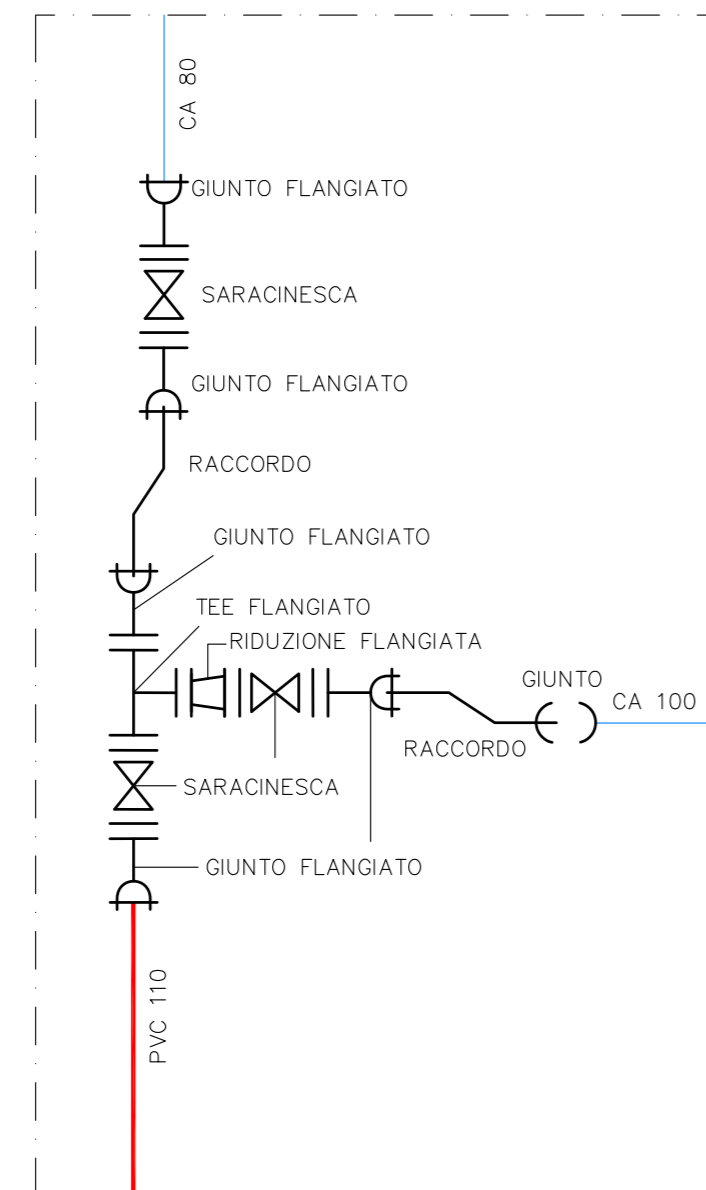 CA 80
GIUNTO FLANGIATO
SARACINESCA
GIUNTO FLANGIATO
RACCORDO
GIUNTO FLANGIATO
TEE FLANGIATO
RIDUZIONE FLANGIATA
GIUNTO
CA 100
RACCORDO
SARACINESCA
GIUNTO FLANGIATO
PVC 110